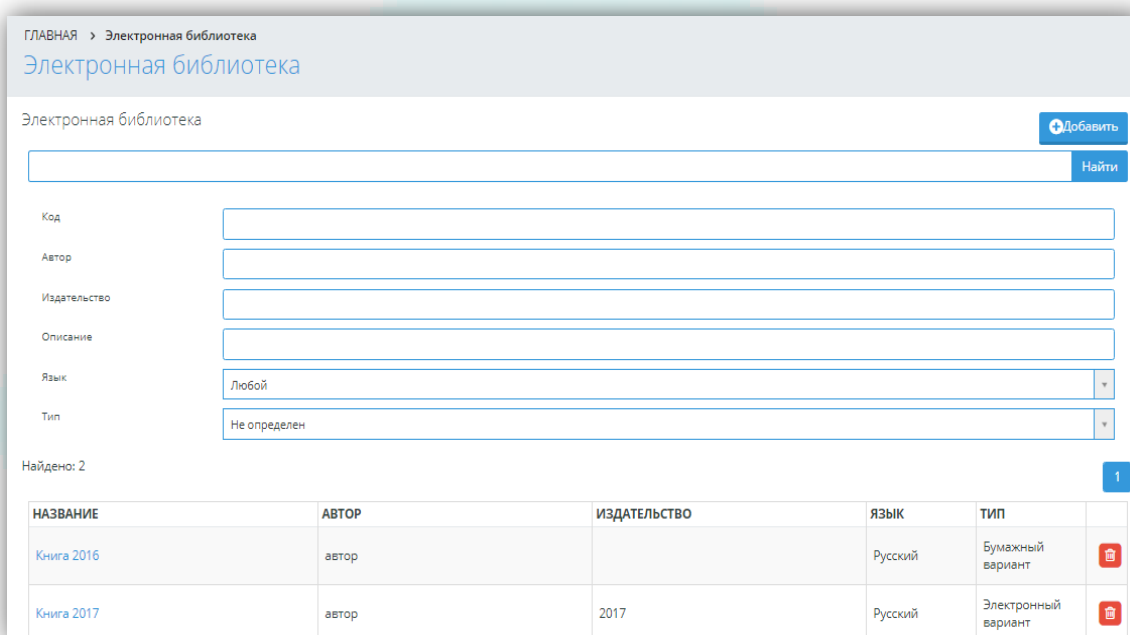 ГЛАВНАЯ > Электронная библиотека
Электронная библиотека
Электронная библиотека
Добавить
Найти
Код
Автор
Издательство
Описание
Язык Любой
Тип Не определен
Найдено: 2
1
НАЗВАНИЕ АВТОР ИЗДАТЕЛЬСТВО ЯЗЫК ТИП
Книга 2016 автор Русский Бумажный вариант
Книга 2017 автор 2017 Русский Электронный вариант